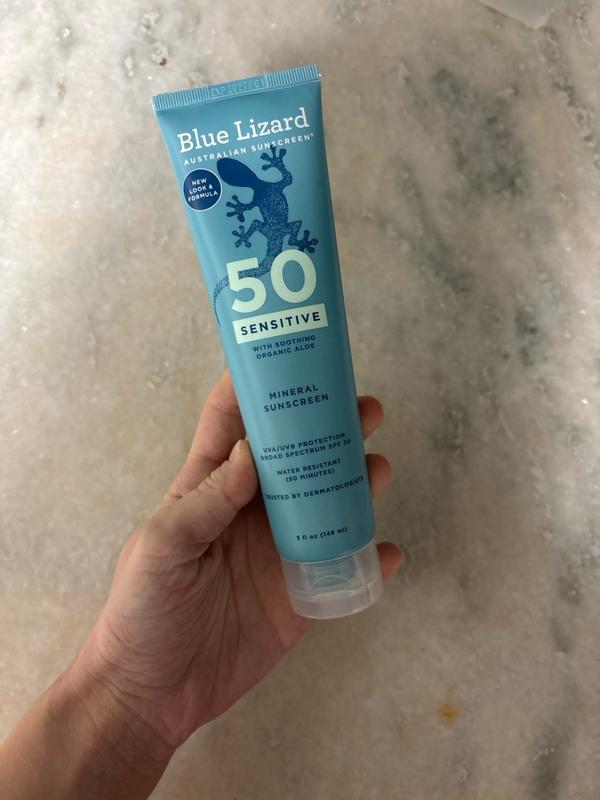 Blue Lizard
AUSTRALIAN SUNSCREEN®
NEW
LOOK &
FORMULA
50
SENSITIVE
WITH SOOTHING
ORGANIC ALOE
MINERAL
SUNSCREEN
UVA/UVB PROTECTION
BROAD SPECTRUM SPF 50
WATER RESISTANT
(80 MINUTES)
TRUSTED BY DERMATOLOGISTS
5 fl oz (148 ml)